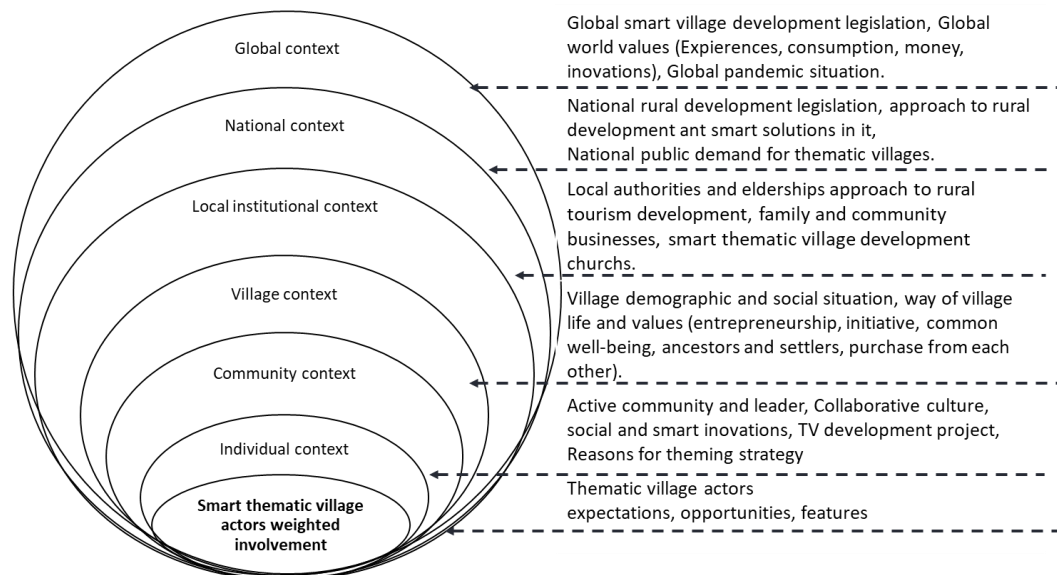 Global context
Global smart village development legislation, Global
world values (Expierences, consumption, money,
inovations), Global pandemic situation.
National context
National rural development legislation, approach to rural
development ant smart solutions in it,
National public demand for thematic villages.
Local institutional context
Local authorities and elderships approach to rural
tourism development, family and community
businesses, smart thematic village development
churchs.
Village context
Village demographic and social situation, way of village
life and values (entrepreneurship, initiative, common
well-being, ancestors and settlers, purchase from each
other).
Community context
Active community and leader, Collaborative culture,
social and smart inovations, TV development project,
Reasons for theming strategy
Individual context
Thematic village actors
expectations, opportunities, features
Smart thematic village
actors weighted
involvement